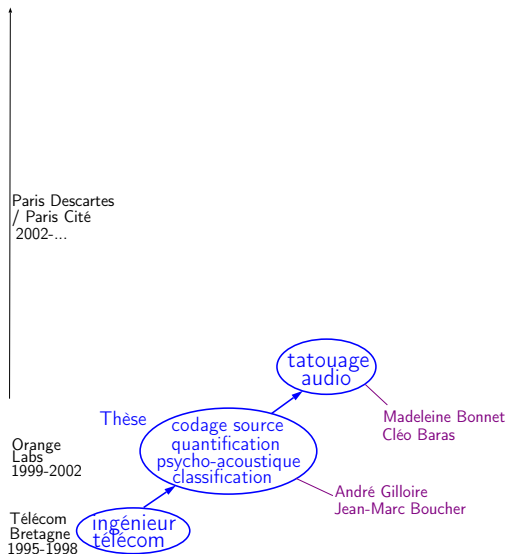 Paris Descartes
/ Paris Cité
2002-...
tatouage
audio
Madeleine Bonnet
Cléo Baras
Thèse
codage source
quantification
psycho-acoustique
classification
Orange
Labs
1999-2002
André Gilloire
Jean-Marc Boucher
Télécom
Bretagne
1995-1998
ingénieur
télécom